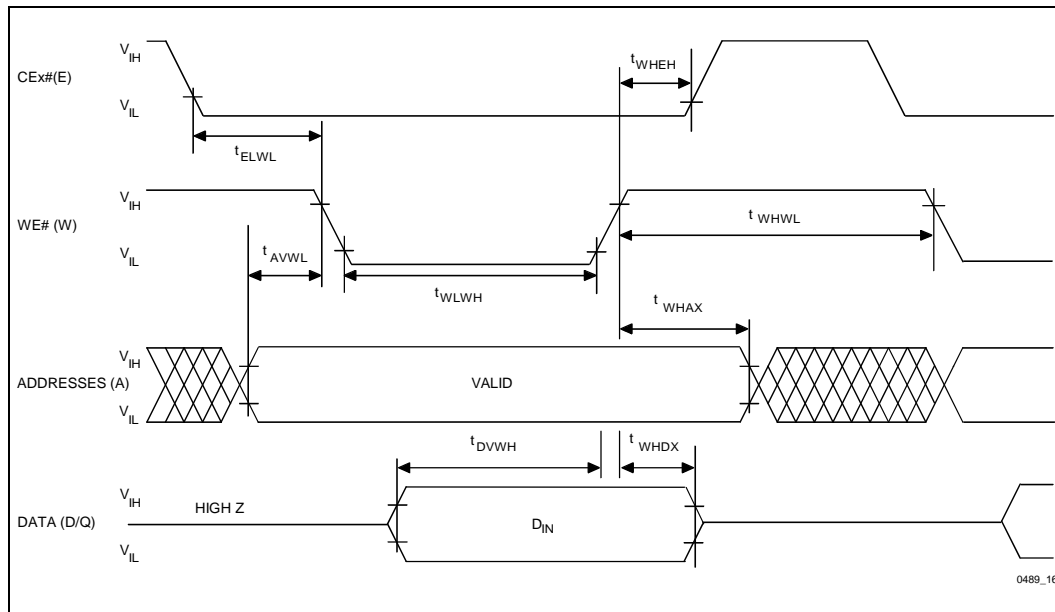 V_IH
CEx#(E)
t_WHEH
V_IL
t_ELWL
V_IH
WE# (W)
t_WHWL
V_IL
t_AVWL
t_WLWH
t_WHAX
V_IH
ADDRESSES (A)
VALID
V_IL
t_DVWH
t_WHDX
V_IH
HIGH Z
DATA (D/Q)
D_IN
V_IL
0489_16